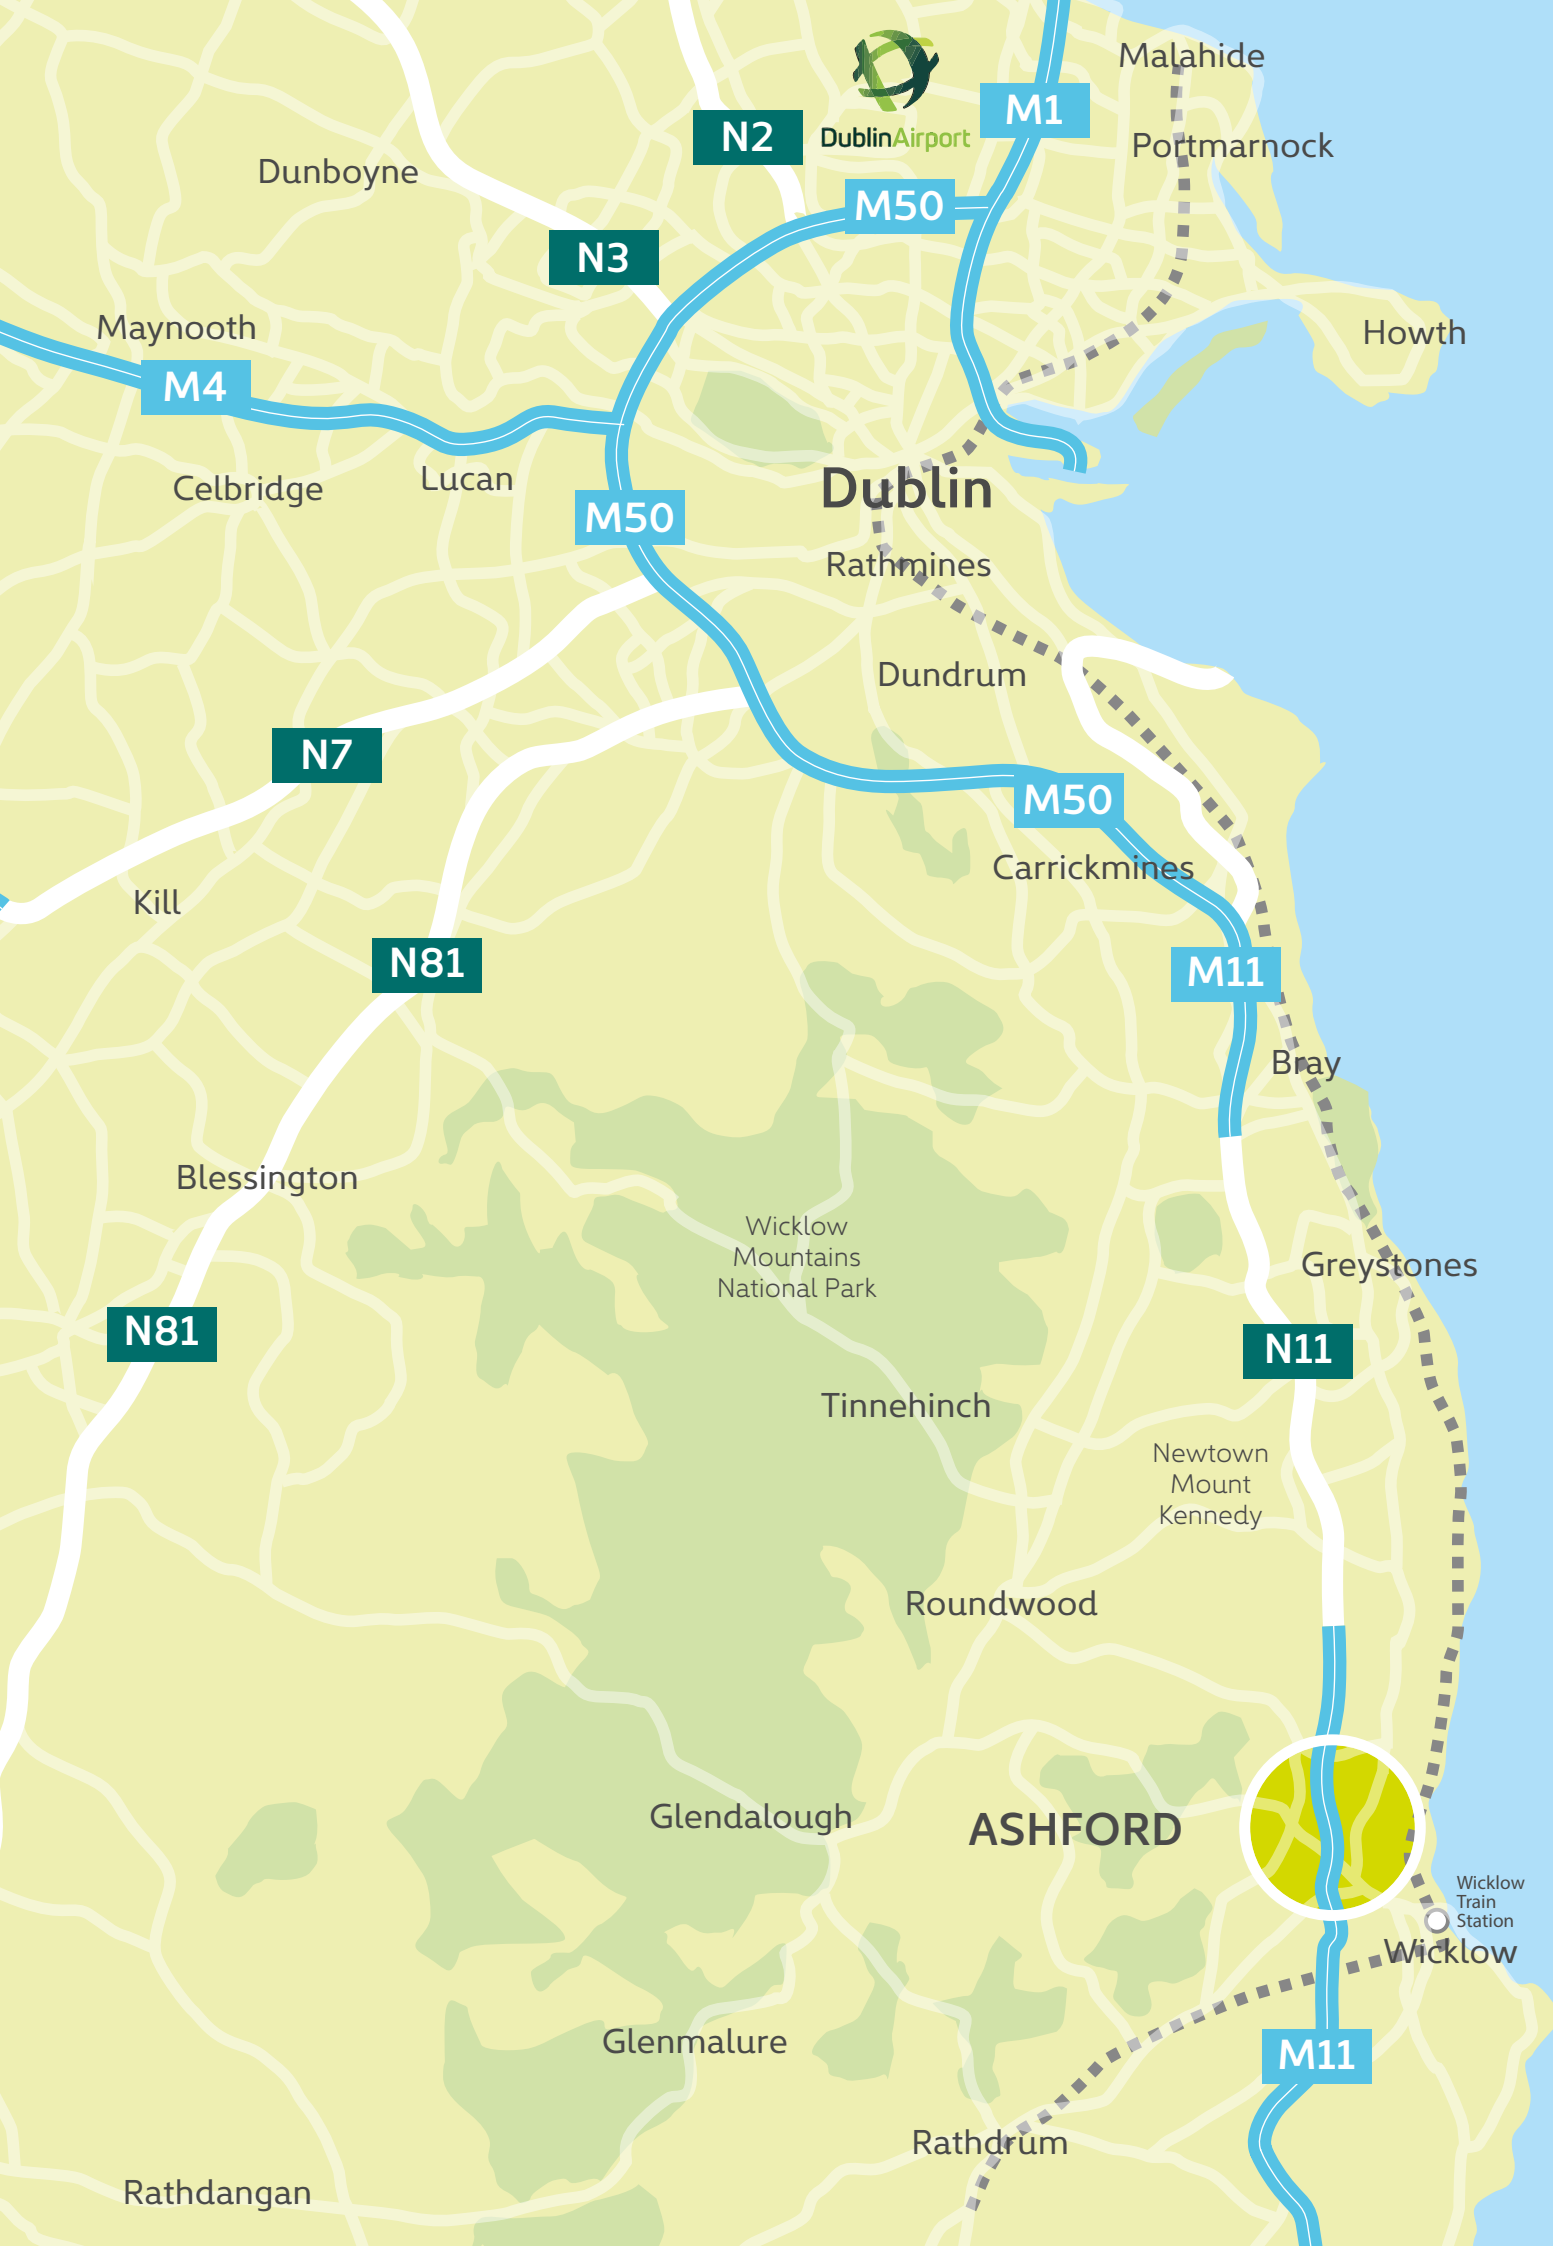 Malahide
M1
N2
DublinAirport
Portmarnock
Dunboyne
M50
N3
Maynooth
Howth
M4
Celbridge
Lucan
Dublin
M50
Rathmines
Dundrum
N7
M50
Carrickmines
Kill
N81
M11
Bray
Blessington
Wicklow
Mountains
National Park
Greystones
N81
N11
Tinnehinch
Newtown
Mount
Kennedy
Roundwood
Glendalough
ASHFORD
Wicklow
Train
Station
Wicklow
Glenmalure
M11
Rathdrum
Rathdangan